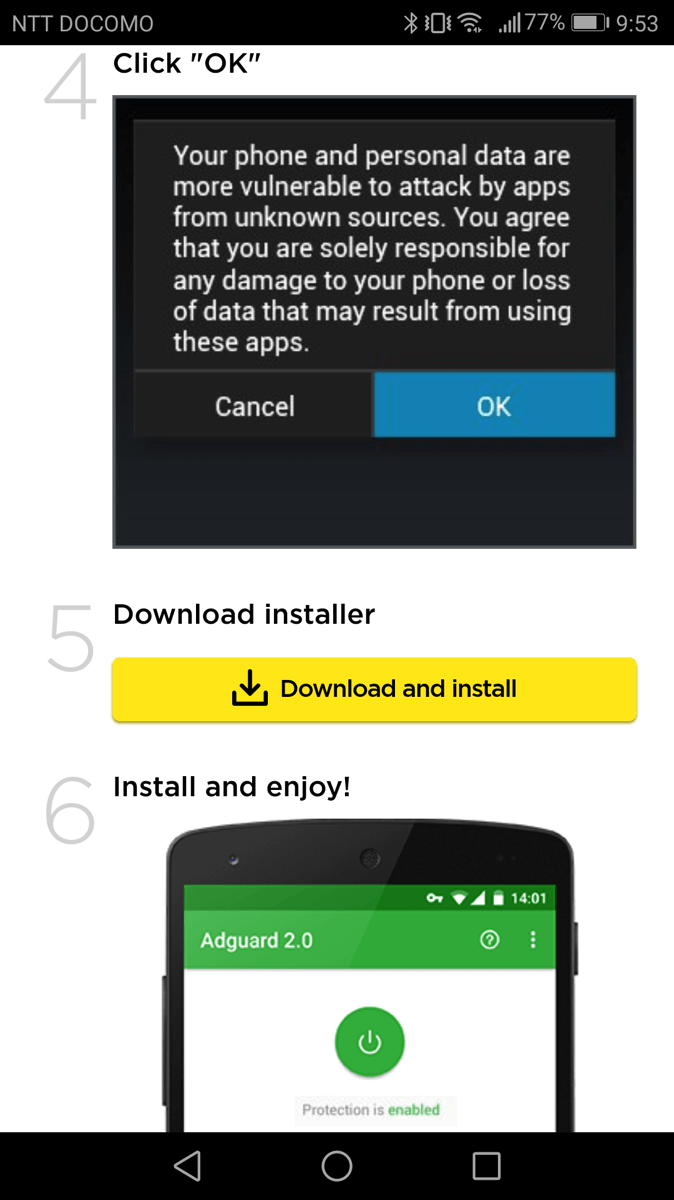 NTT DOCOMO 77% 9:53
4 Click "OK"
Your phone and personal data are
more vulnerable to attack by apps
from unknown sources. You agree
that you are solely responsible for
any damage to your phone or loss
of data that may result from using
these apps.
Cancel OK
5 Download installer
Download and install
6 Install and enjoy!
14:01
Adguard 2.0
Protection is enabled